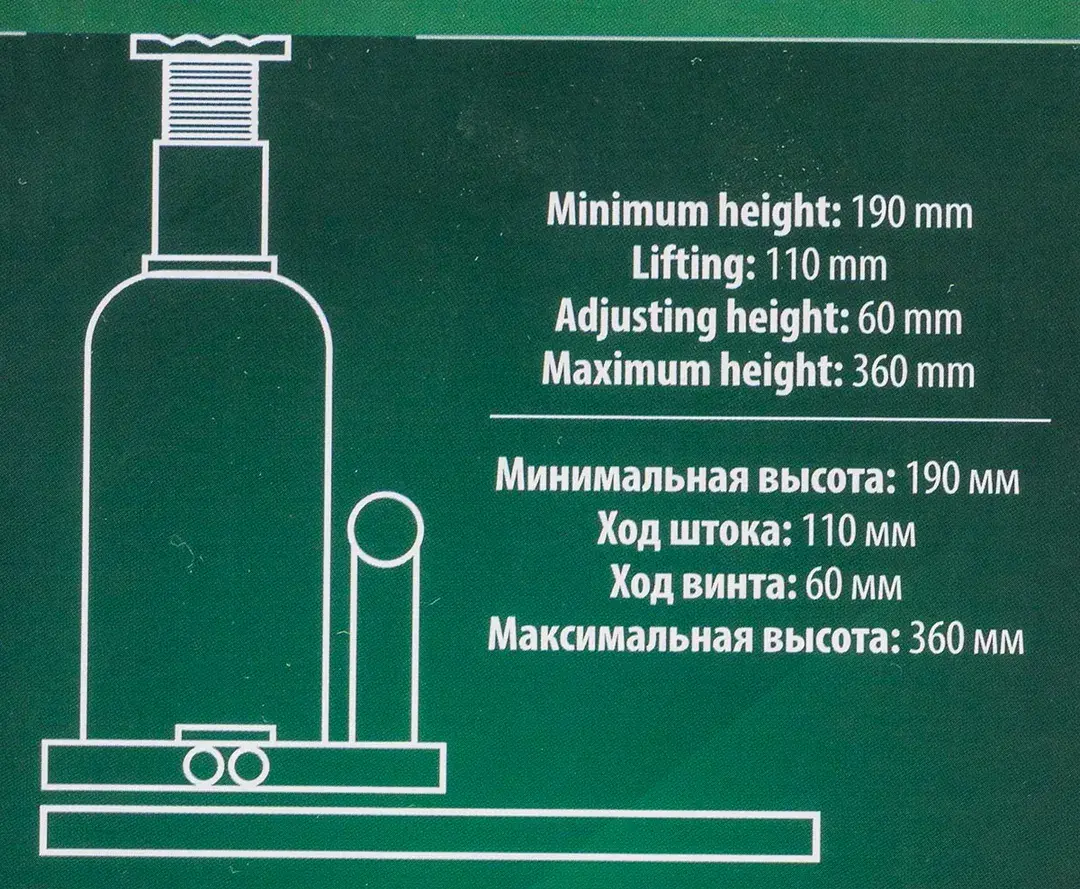 Minimum height: 190 mm
Lifting: 110 mm
Adjusting height: 60 mm
Maximum height: 360 mm
Минимальная высота: 190 мм
Ход штока: 110 мм
Ход винта: 60 мм
Максимальная высота: 360 мм